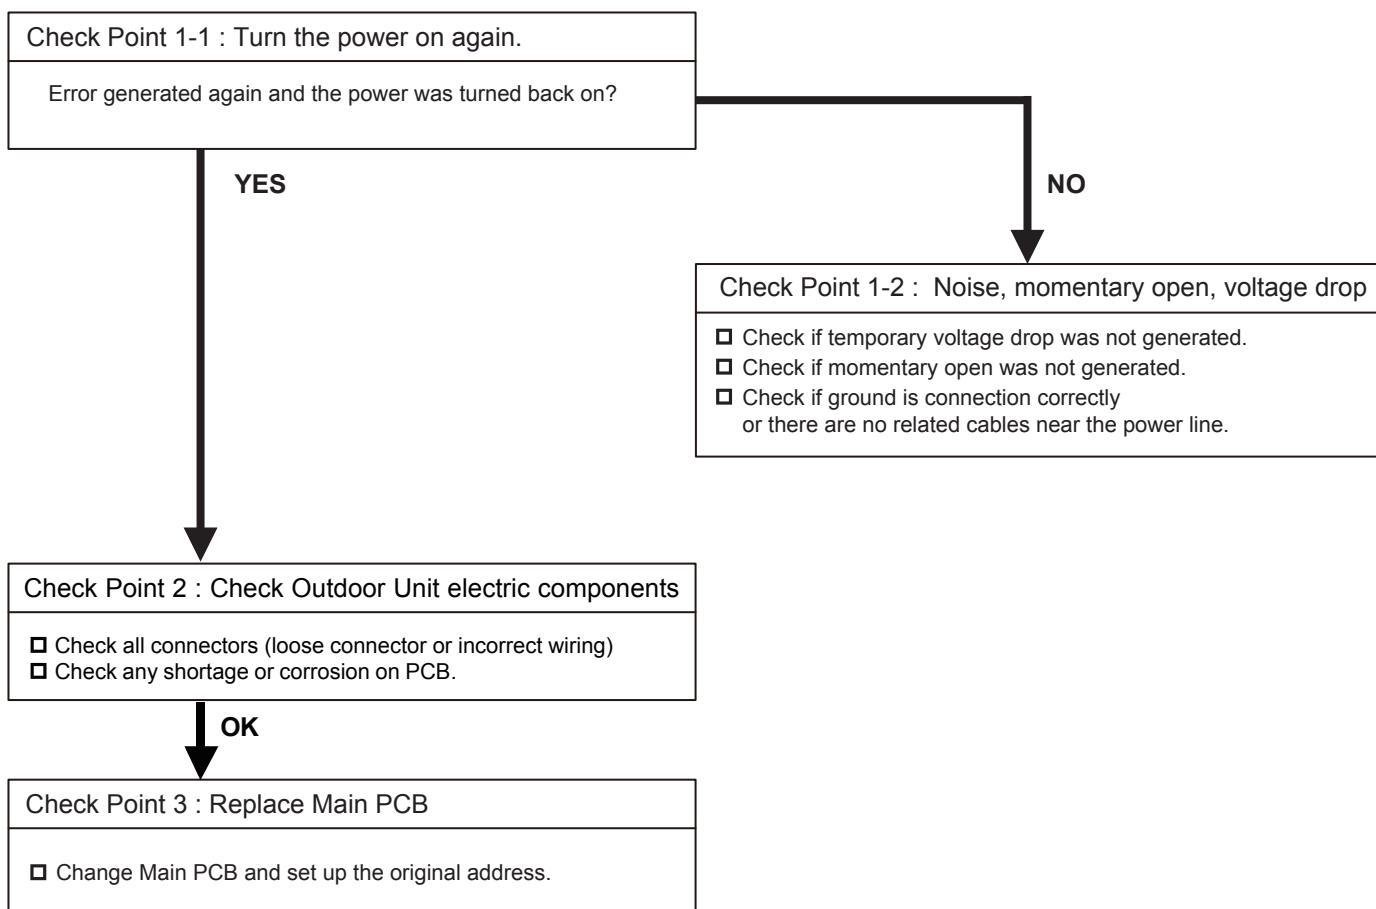 Check Point 1-1 : Turn the power on again.
Error generated again and the power was turned back on?
YES
NO
Check Point 1-2 : Noise, momentary open, voltage drop
Check if temporary voltage drop was not generated.
Check if momentary open was not generated.
Check if ground is connection correctly
or there are no related cables near the power line.
Check Point 2 : Check Outdoor Unit electric components
Check all connectors (loose connector or incorrect wiring)
Check any shortage or corrosion on PCB.
OK
Check Point 3 : Replace Main PCB
Change Main PCB and set up the original address.